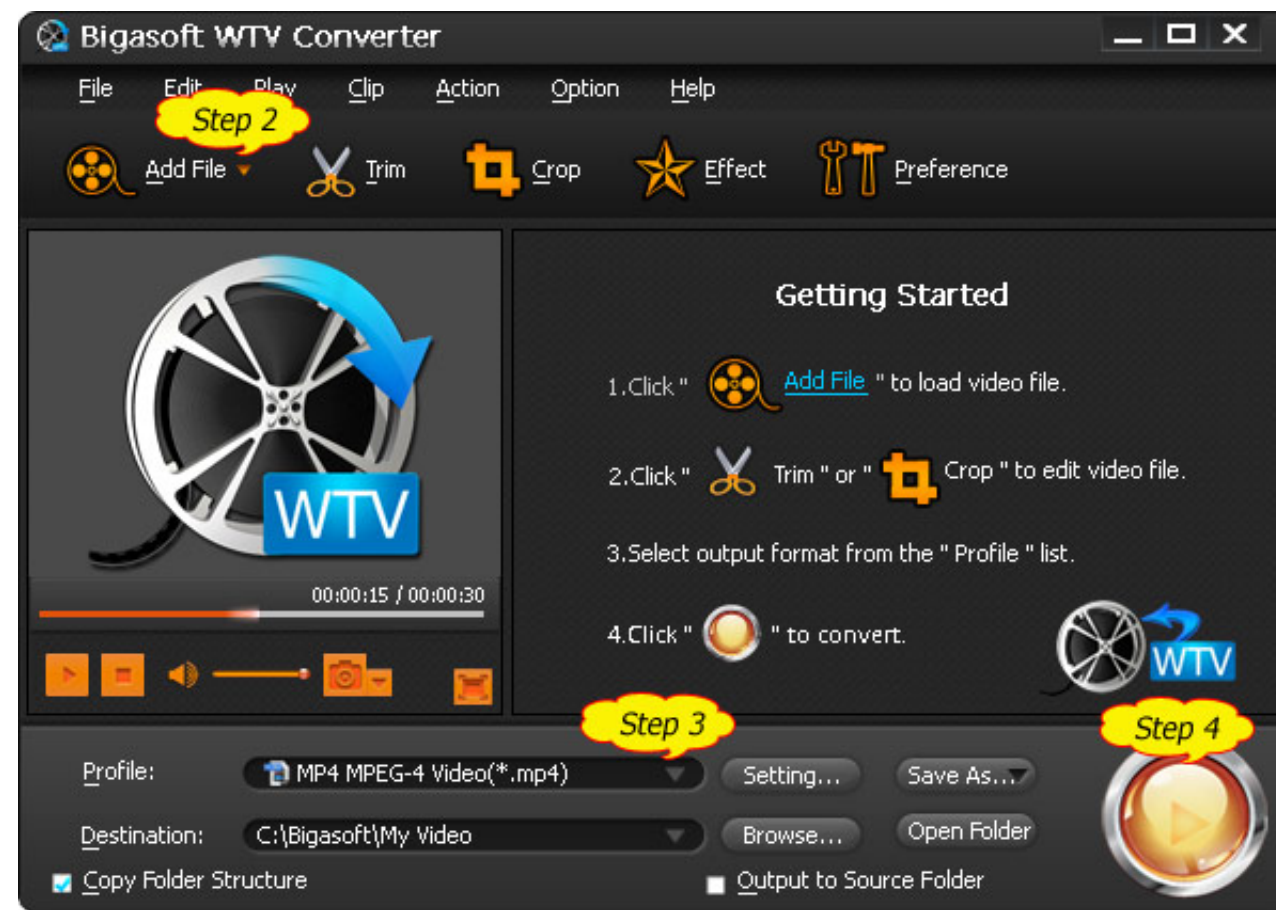 Bigasoft WTV Converter
File Edit Play Clip Action Option Help
Step 2
Add File Trim Crop Effect Preference
WTV
00:00:15 / 00:00:30
Getting Started
1.Click " Add File " to load video file.
2.Click " Trim " or " Crop " to edit video file.
3.Select output format from the " Profile " list.
4.Click " " to convert.
WTV
Step 3
Step 4
Profile: MP4 MPEG-4 Video(*.mp4) Setting... Save As...
Destination: C:\Bigasoft\My Video Browse... Open Folder
Copy Folder Structure Output to Source Folder